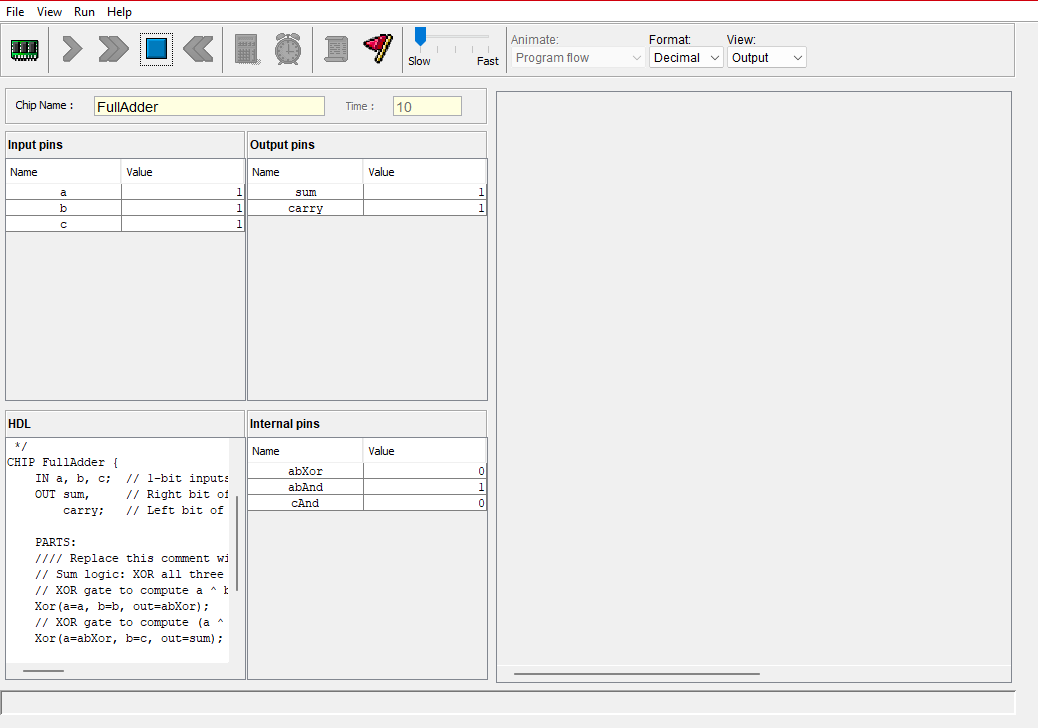 File View Run Help
Animate: Format: View:
Slow Fast Program flow Decimal Output
Chip Name : FullAdder Time : 10
Input pins
Name Value
a 1
b 1
c 1
Output pins
Name Value
sum 1
carry 1
HDL
*/
CHIP FullAdder {
IN a, b, c; // 1-bit inputs
OUT sum, // Right bit of
carry; // Left bit of
PARTS:
//// Replace this comment wi
// Sum logic: XOR all three
// XOR gate to compute a ^ b
Xor(a=a, b=b, out=abXor);
// XOR gate to compute (a ^
Xor(a=abXor, b=c, out=sum);
Internal pins
Name Value
abXor 0
abAnd 1
cAnd 0